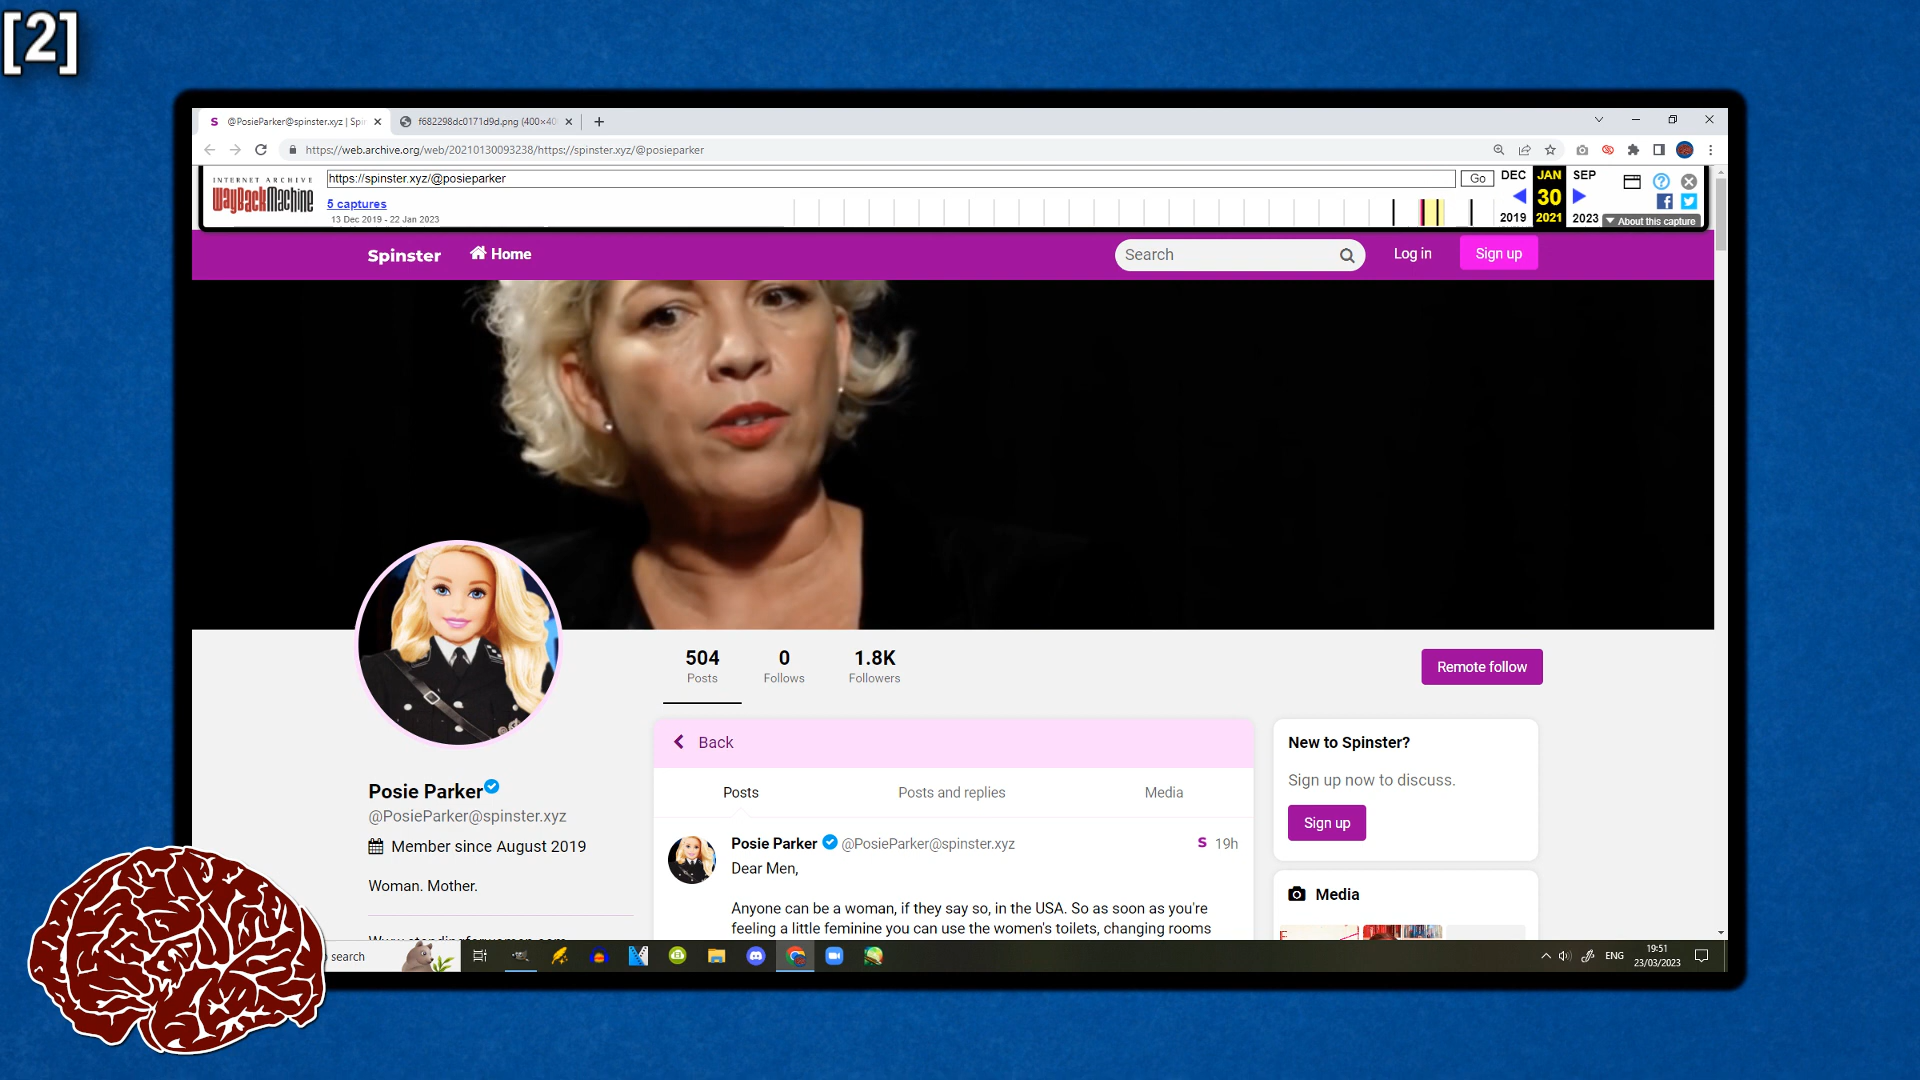 [2]
@PosieParker@spinster.xyz | Spi
f682298dc0171d9d.png (400×40
https://web.archive.org/web/20210130093238/https://spinster.xyz/@posieparker
INTERNET ARCHIVE
WayBackMachine
https://spinster.xyz/@posieparker
Go
DEC JAN SEP
5 captures
30
13 Dec 2019 - 22 Jan 2023
2019 2021 2023
About this capture
Spinster
Home
Search
Log in
Sign up
504
Posts
0
Follows
1.8K
Followers
Remote follow
Back
New to Spinster?
Sign up now to discuss.
Sign up
Posts
Posts and replies
Media
Posie Parker
@PosieParker@spinster.xyz
Member since August 2019
Woman. Mother.
Posie Parker @PosieParker@spinster.xyz
S 19h
Dear Men,
Anyone can be a woman, if they say so, in the USA. So as soon as you're
feeling a little feminine you can use the women's toilets, changing rooms
Media
search
ENG
19:51
23/03/2023